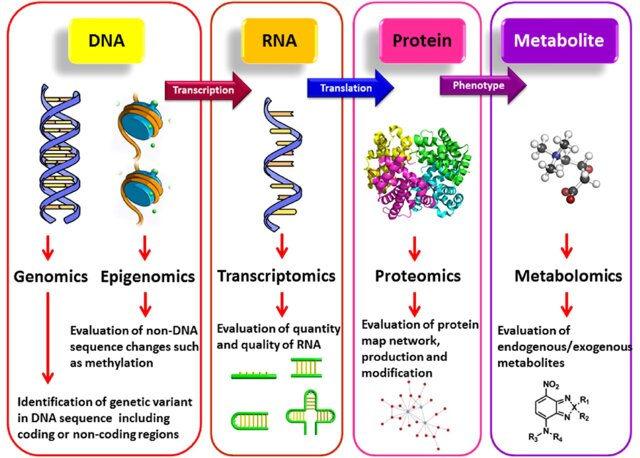 DNA
RNA
Protein
Metabolite
Transcription
Translation
Phenotype
Genomics
Epigenomics
Transcriptomics
Proteomics
Metabolomics
Evaluation of non-DNA
sequence changes such
as methylation
Identification of genetic variant
in DNA sequence including
coding or non-coding regions
Evaluation of quantity
and quality of RNA
Evaluation of protein
map network,
production and
modification
Evaluation of
endogenous/exogenous
metabolites
NO₂
N
X
N
R₁
R₂
N
R₃
R₄